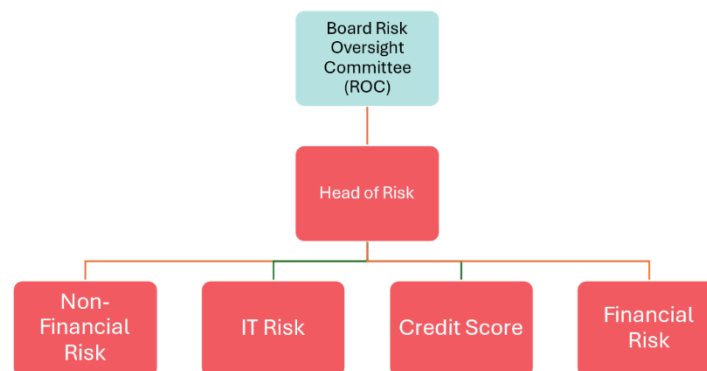 Board Risk
Oversight
Committee
(ROC)
Head of Risk
Non-
Financial
Risk
IT Risk
Credit Score
Financial
Risk